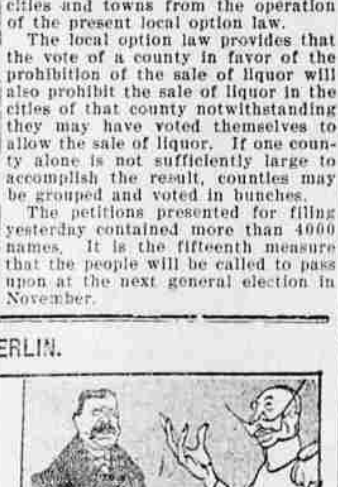 cities and towns from the operation
of the present local option law.
The local option law provides that
the vote of a county in favor of the
prohibition of the sale of liquor will
also prohibit the sale of liquor in the
cities of that county notwithstanding
they may have voted themselves to
allow the sale of liquor. If one coun-
ty alone is not sufficiently large to
accomplish the result, counties may
be grouped and voted in bunches.
The petitions presented for filing
yesterday contained more than 4000
names. It is the fifteenth measure
that the people will be called to pass
upon at the next general election in
November.
ERLIN.